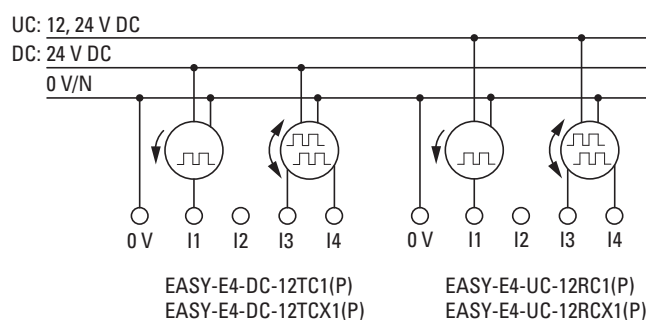 UC: 12, 24 V DC
DC: 24 V DC
0 V/N
0 V I1 I2 I3 I4 0 V I1 I2 I3 I4
EASY-E4-DC-12TC1(P) EASY-E4-UC-12RC1(P)
EASY-E4-DC-12TCX1(P) EASY-E4-UC-12RCX1(P)